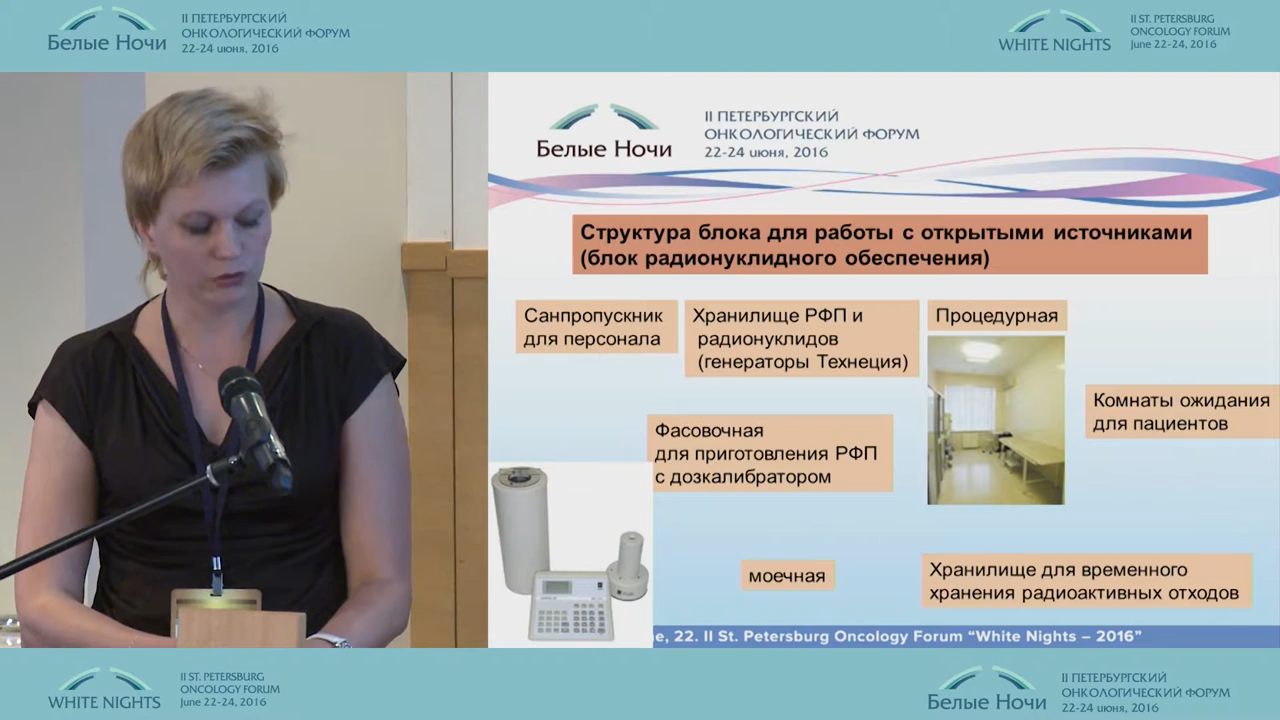 Белые Ночи
II ПЕТЕРБУРГСКИЙ
ОНКОЛОГИЧЕСКИЙ ФОРУМ
22-24 июня, 2016
WHITE NIGHTS
II ST. PETERSBURG
ONCOLOGY FORUM
June 22-24, 2016
Белые Ночи
II ПЕТЕРБУРГСКИЙ
ОНКОЛОГИЧЕСКИЙ ФОРУМ
22-24 июня, 2016
Структура блока для работы с открытыми источниками
(блок радионуклидного обеспечения)
Санпропускник
для персонала
Хранилище РФП и
радионуклидов
(генераторы Технеция)
Процедурная
Комнаты ожидания
для пациентов
Фасовочная
для приготовления РФП
с дозкалибратором
моечная
Хранилище для временного
хранения радиоактивных отходов
22. II St. Petersburg Oncology Forum “White Nights – 2016”
WHITE NIGHTS
II ST. PETERSBURG
ONCOLOGY FORUM
June 22-24, 2016
Белые Ночи
II ПЕТЕРБУРГСКИЙ
ОНКОЛОГИЧЕСКИЙ ФОРУМ
22-24 июня, 2016